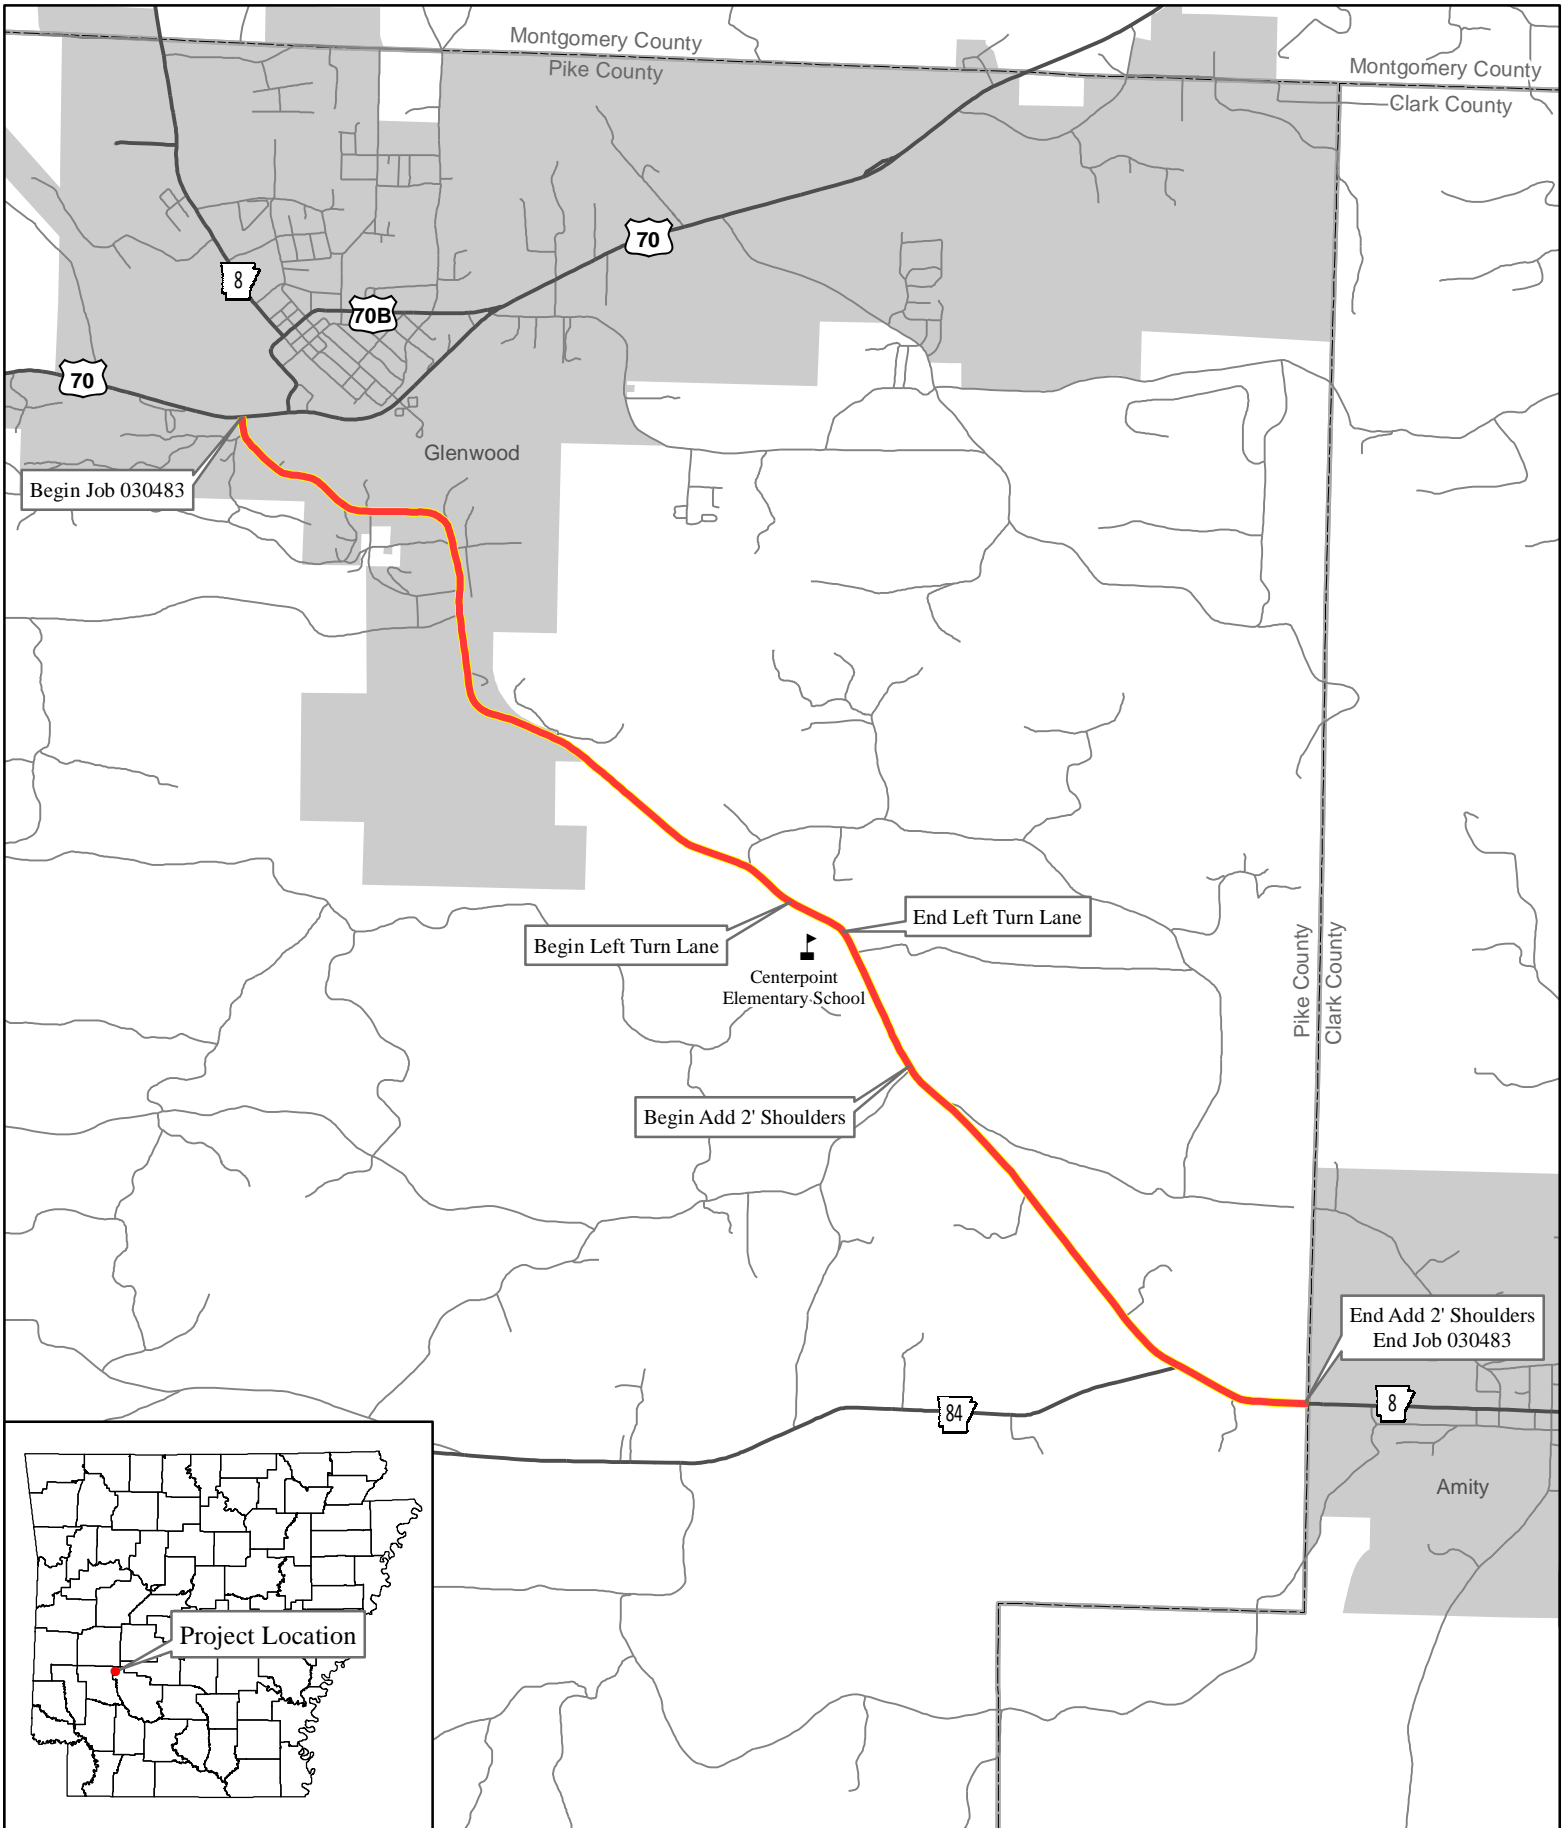 Montgomery County
Pike County
Montgomery County
Clark County
70
8
70B
70
Glenwood
Begin Job 030483
End Left Turn Lane
Begin Left Turn Lane
Centerpoint
Elementary School
Pike County
Clark County
Begin Add 2' Shoulders
End Add 2' Shoulders
End Job 030483
84
8
Amity
Project Location